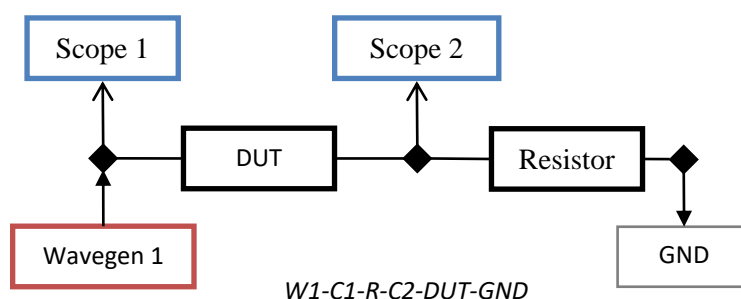 Scope 1
Scope 2
DUT
Resistor
Wavegen 1
GND
W1-C1-R-C2-DUT-GND